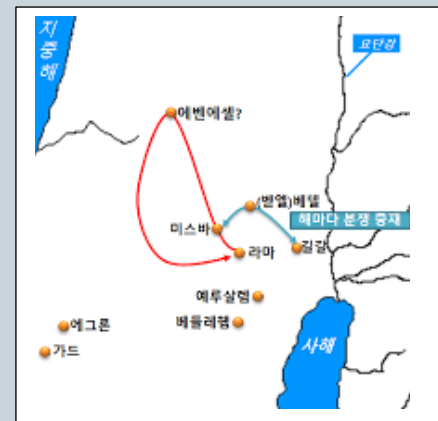 지중해
요단강
에벤에셀?
(벧엘)베델
해마다 분쟁 중재
미스바
길갈
라마
예루살렘
베들레헴
에그론
가드
사해